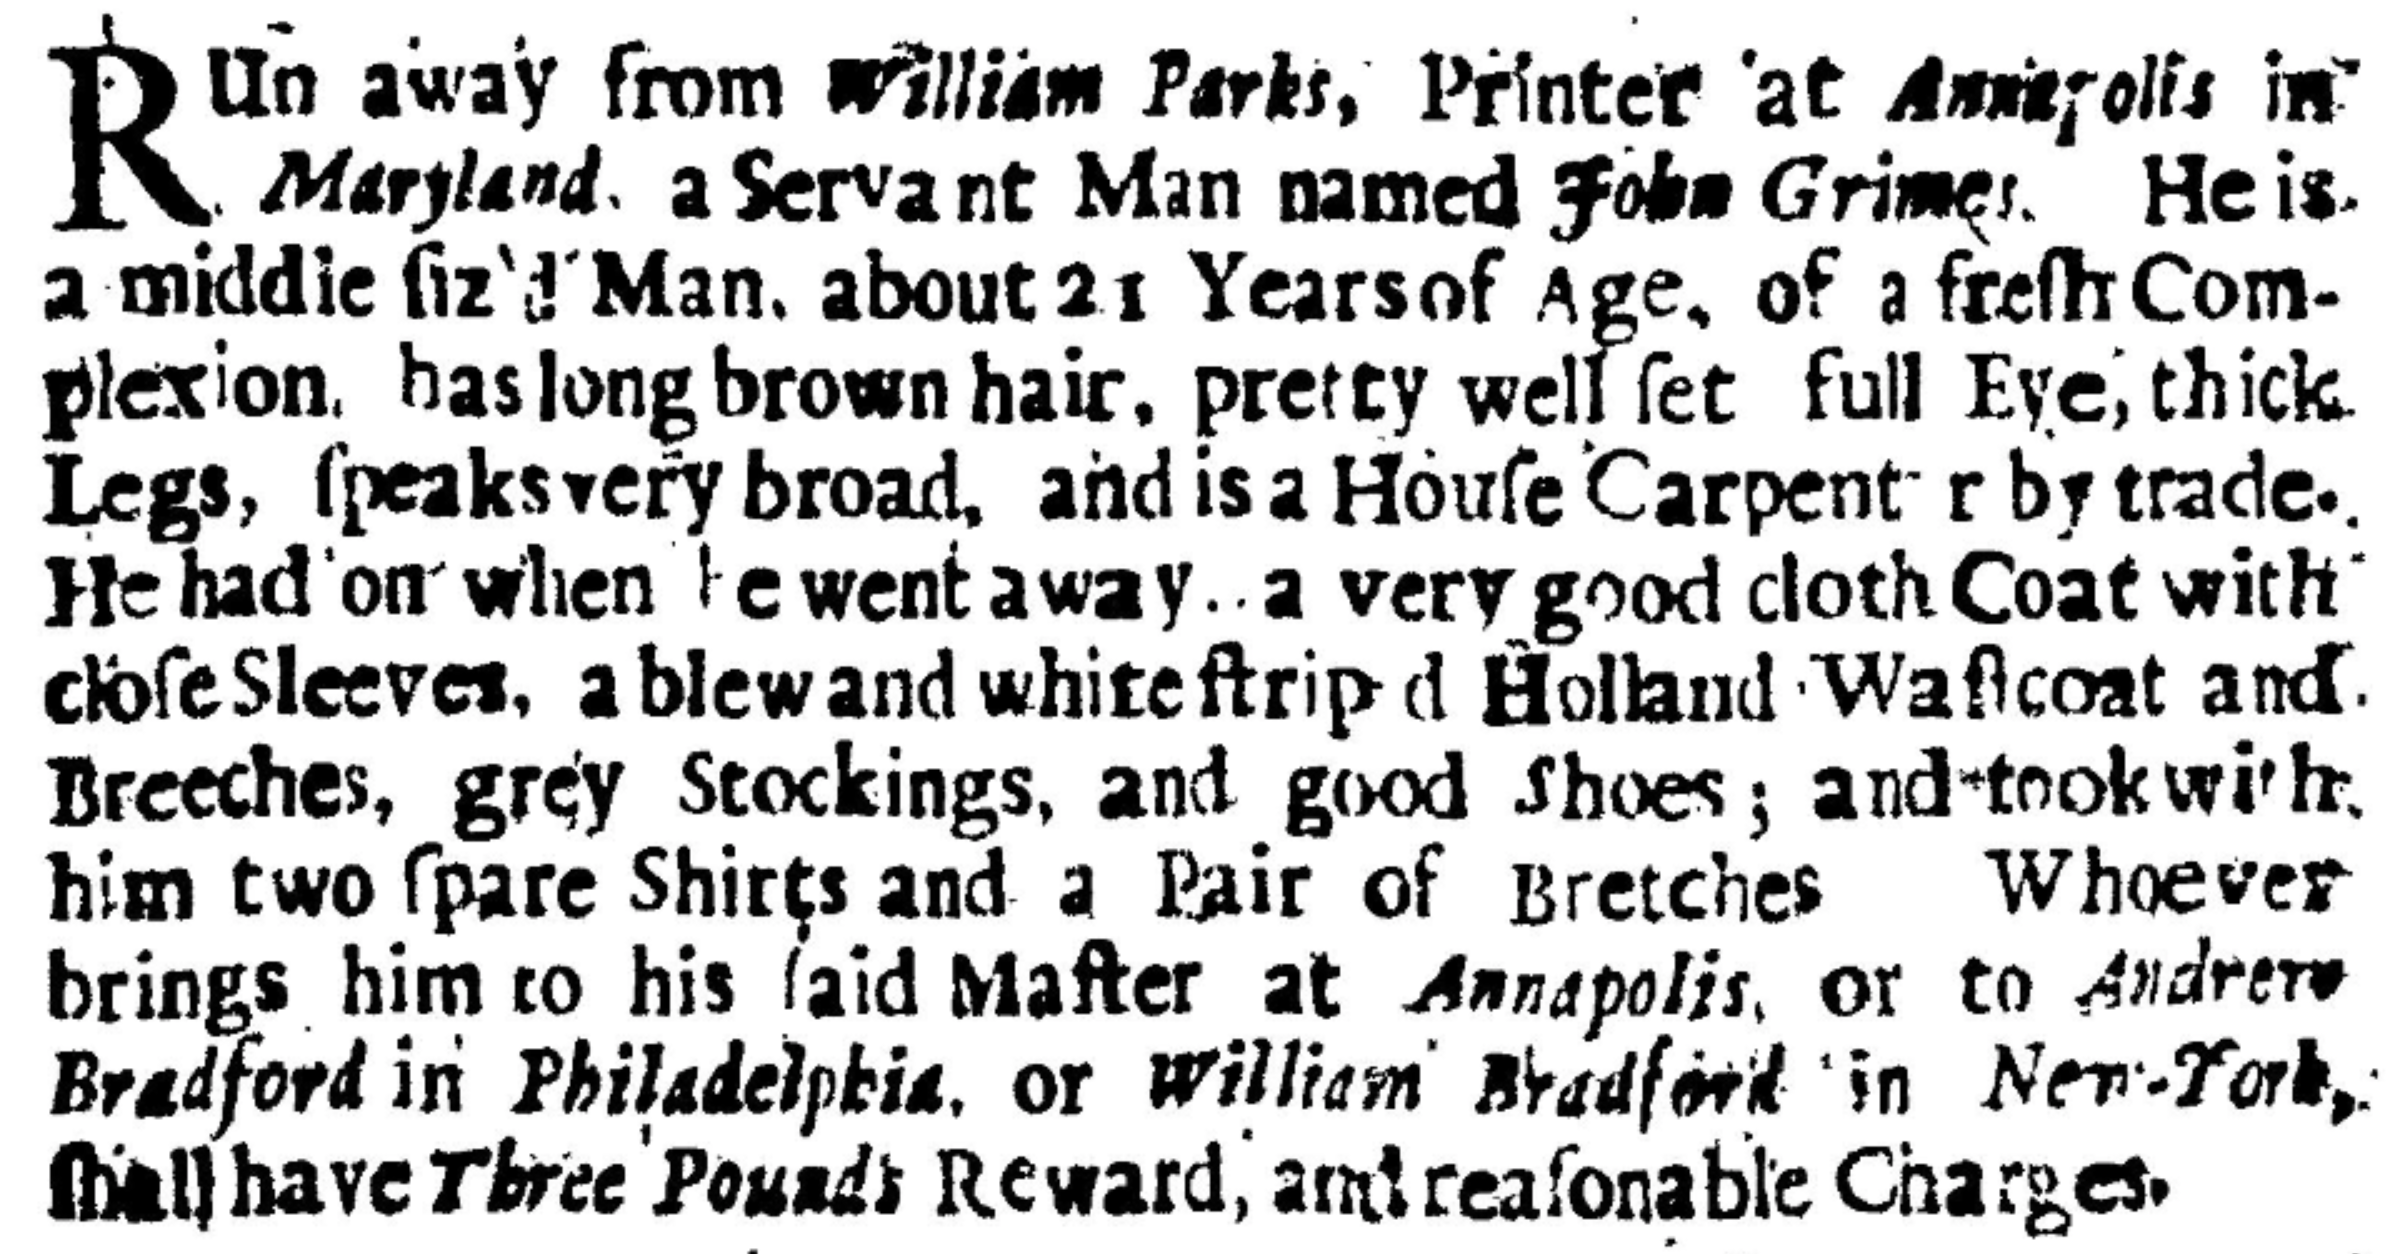 RUn away from William Parks, Printer at Annapolis in
Maryland. a Servant Man named John Grimes. He is
a middle ſiz'd Man. about 21 Years of Age, of a freſh Com-
plexion, has long brown hair, pretty well ſet full Eye, thick
Legs, ſpeaks very broad, and is a Houſe Carpent r by trade.
He had on when he went away.. a very good cloth Coat with
cloſe Sleeves, a blew and white ſtrip d Holland Waſtcoat and
Breeches, grey Stockings, and good Shoes; and took with
him two ſpare Shirts and a Pair of Bretches Whoever
brings him to his ſaid Maſter at Annapolis, or to Andrew
Bradford in Philadelphia, or William Bradford in New-York,
ſhall have Three Pounds Reward, and reaſonable Charges.